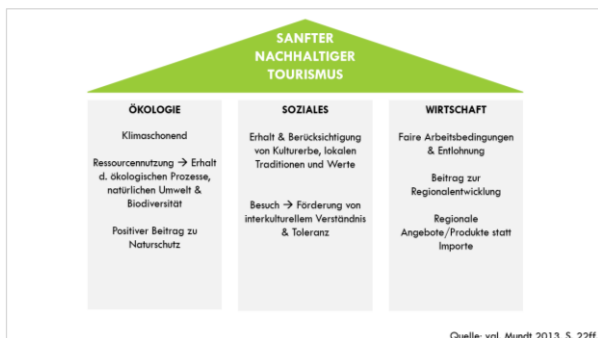 SANFTER
NACHHALTIGER
TOURISMUS
ÖKOLOGIE
Klimaschonend
Ressourcennutzung → Erhalt
d. ökologischen Prozesse,
natürlichen Umwelt &
Biodiversität
Positiver Beitrag zu
Naturschutz
SOZIALES
Erhalt & Berücksichtigung
von Kulturerbe, lokalen
Traditionen und Werte
Besuch → Förderung von
interkulturellem Verständnis
& Toleranz
WIRTSCHAFT
Faire Arbeitsbedingungen
& Entlohnung
Beitrag zur
Regionalentwicklung
Regionale
Angebote/Produkte statt
Importe
Quelle: vgl. Mundt 2013, S. 22ff